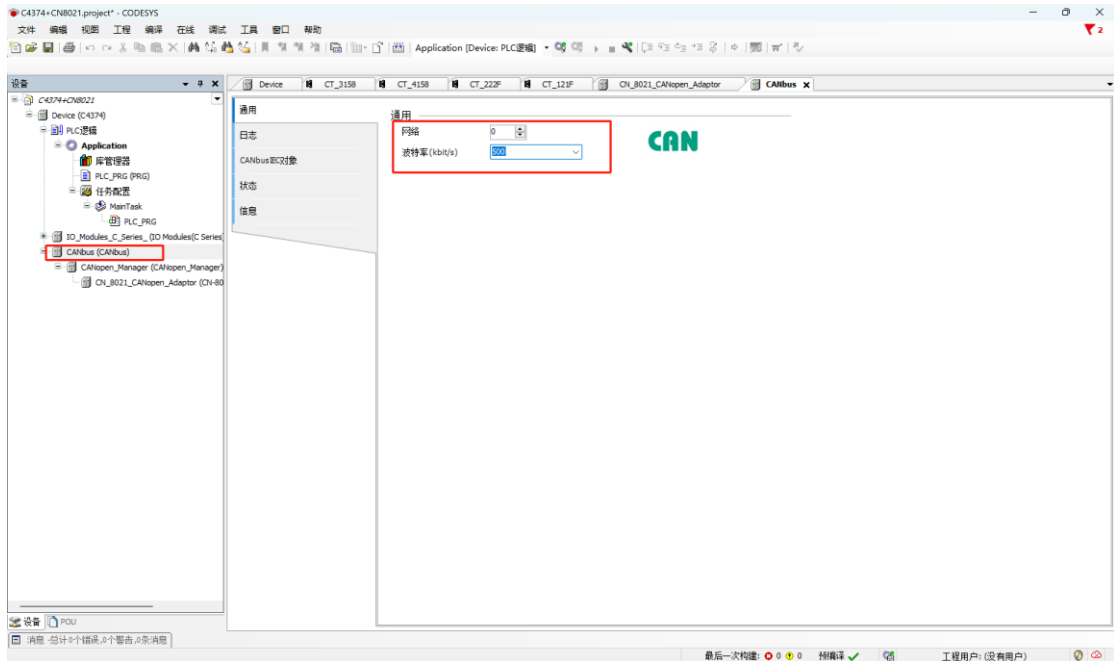 C4374+CN8021.project* - CODESYS
文件 编辑 视图 工程 编译 在线 调试 工具 窗口 帮助
2
Application [Device: PLC逻辑]
设备
Device CT_3158 CT_4158 CT_222F CT_121F CN_8021_CANopen_Adaptor CANbus
C4374+CN8021
Device (C4374)
PLC逻辑
Application
库管理器
PLC_PRG (PRG)
任务配置
MainTask
PLC_PRG
IO_Modules_C_Series_ (IO Modules(C Series
CANbus (CANbus)
CANopen_Manager (CANopen_Manager)
CN_8021_CANopen_Adaptor (CN-80
通用
日志
CANbus IEC对象
状态
信息
通用
网络 0
波特率(kbit/s) 500
CAN
设备 POU
消息 -总计0个错误,0个警告,0条消息
最后一次构建: 0 0 预编译 工程用户: (没有用户)